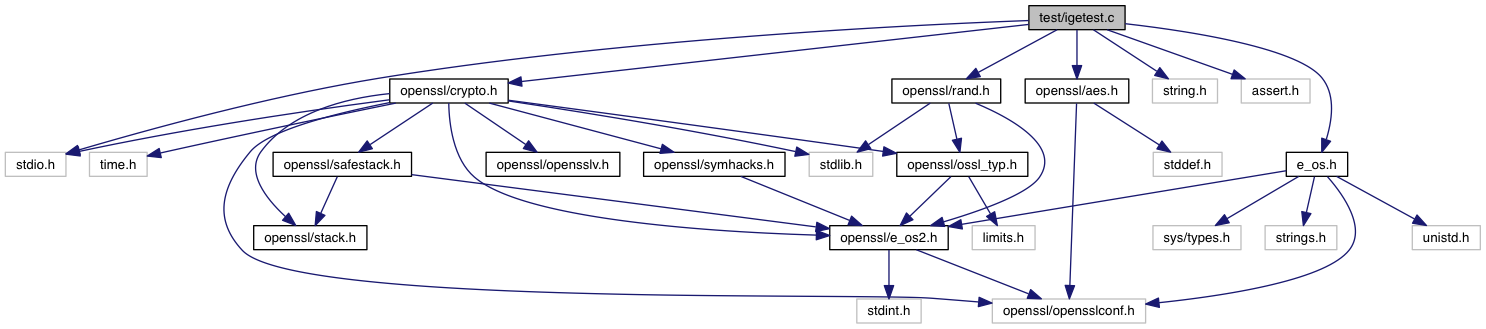 test/igetest.c
openssl/crypto.h
openssl/rand.h
openssl/aes.h
string.h
assert.h
stdio.h
time.h
openssl/safestack.h
openssl/opensslv.h
openssl/symhacks.h
stdlib.h
openssl/ossl_typ.h
stddef.h
e_os.h
openssl/stack.h
openssl/e_os2.h
limits.h
sys/types.h
strings.h
unistd.h
stdint.h
openssl/opensslconf.h